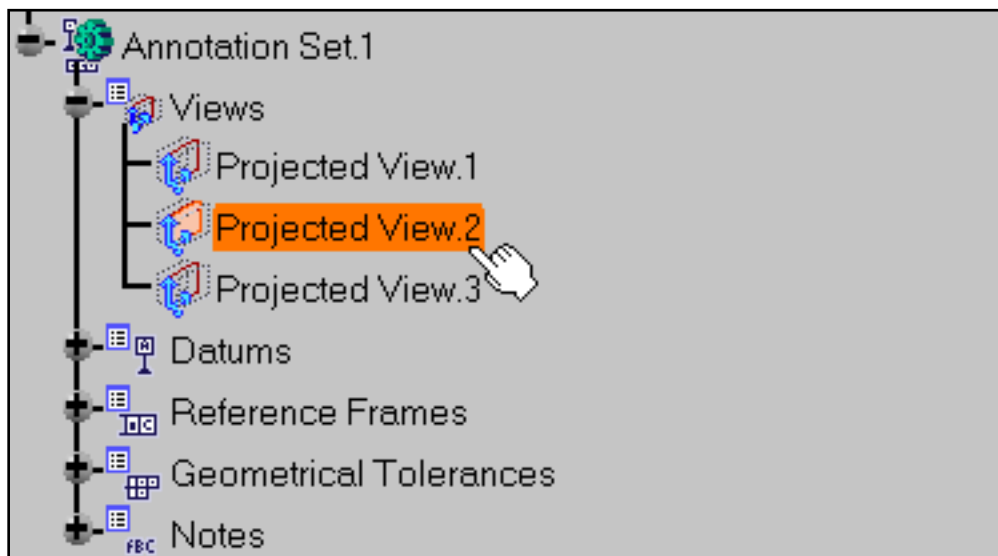 Annotation Set.1
Views
Projected View.1
Projected View.2
Projected View.3
A
Datums
C
Reference Frames
Geometrical Tolerances
ABC
Notes